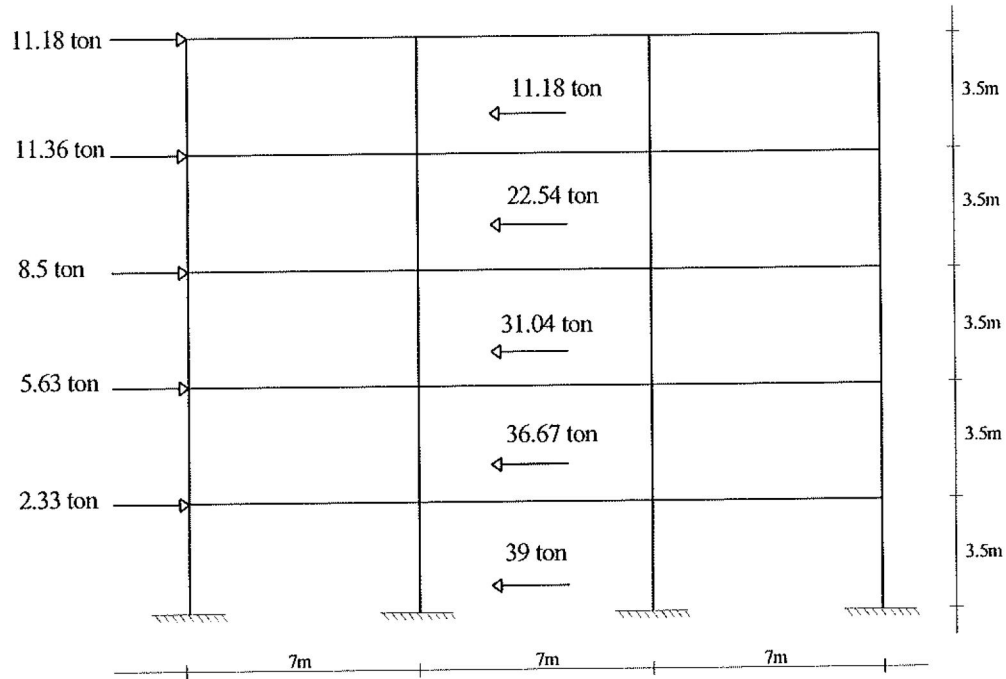 11.18 ton
11.18 ton
3.5m
11.36 ton
22.54 ton
3.5m
8.5 ton
31.04 ton
3.5m
5.63 ton
36.67 ton
3.5m
2.33 ton
39 ton
3.5m
7m
7m
7m